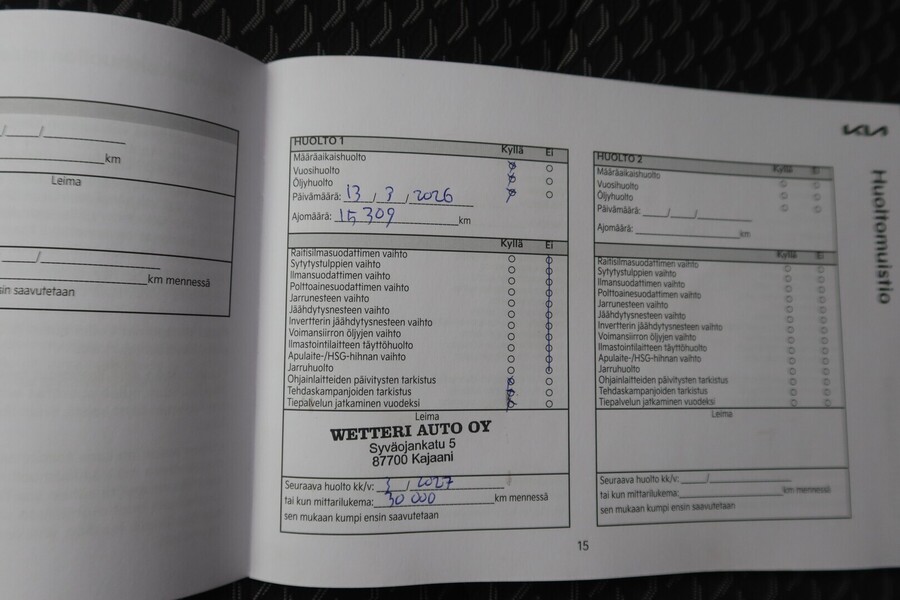 km
Leima
km mennessä
sin saavutetaan
KIA
Huoltomuistio
HUOLTO 1 Kyllä Ei
Määräaikaishuolto
Vuosihuolto
Öljyhuolto
Päivämäärä: 13 / 3 / 2026
Ajomäärä: 15 309 km
Kyllä Ei
Raitisilmasuodattimen vaihto
Sytytystulppien vaihto
Ilmansuodattimen vaihto
Polttoainesuodattimen vaihto
Jarrunesteen vaihto
Jäähdytysnesteen vaihto
Invertterin jäähdytysnesteen vaihto
Voimansiirron öljyjen vaihto
Ilmastointilaitteen täyttöhuolto
Apulaite-/HSG-hihnan vaihto
Jarruhuolto
Ohjainlaitteiden päivitysten tarkistus
Tehdaskampanjoiden tarkistus
Tiepalvelun jatkaminen vuodeksi
Leima
WETTERI AUTO OY
Syväojankatu 5
87700 Kajaani
Seuraava huolto kk/v: 3 / 2027
tai kun mittarilukema: 30 000 km mennessä
sen mukaan kumpi ensin saavutetaan
HUOLTO 2 Kyllä Ei
Määräaikaishuolto
Vuosihuolto
Öljyhuolto
Päivämäärä: / /
Ajomäärä: km
Kyllä Ei
Raitisilmasuodattimen vaihto
Sytytystulppien vaihto
Ilmansuodattimen vaihto
Polttoainesuodattimen vaihto
Jarrunesteen vaihto
Jäähdytysnesteen vaihto
Invertterin jäähdytysnesteen vaihto
Voimansiirron öljyjen vaihto
Ilmastointilaitteen täyttöhuolto
Apulaite-/HSG-hihnan vaihto
Jarruhuolto
Ohjainlaitteiden päivitysten tarkistus
Tehdaskampanjoiden tarkistus
Tiepalvelun jatkaminen vuodeksi
Leima
Seuraava huolto kk/v: /
tai kun mittarilukema: km mennessä
sen mukaan kumpi ensin saavutetaan
15